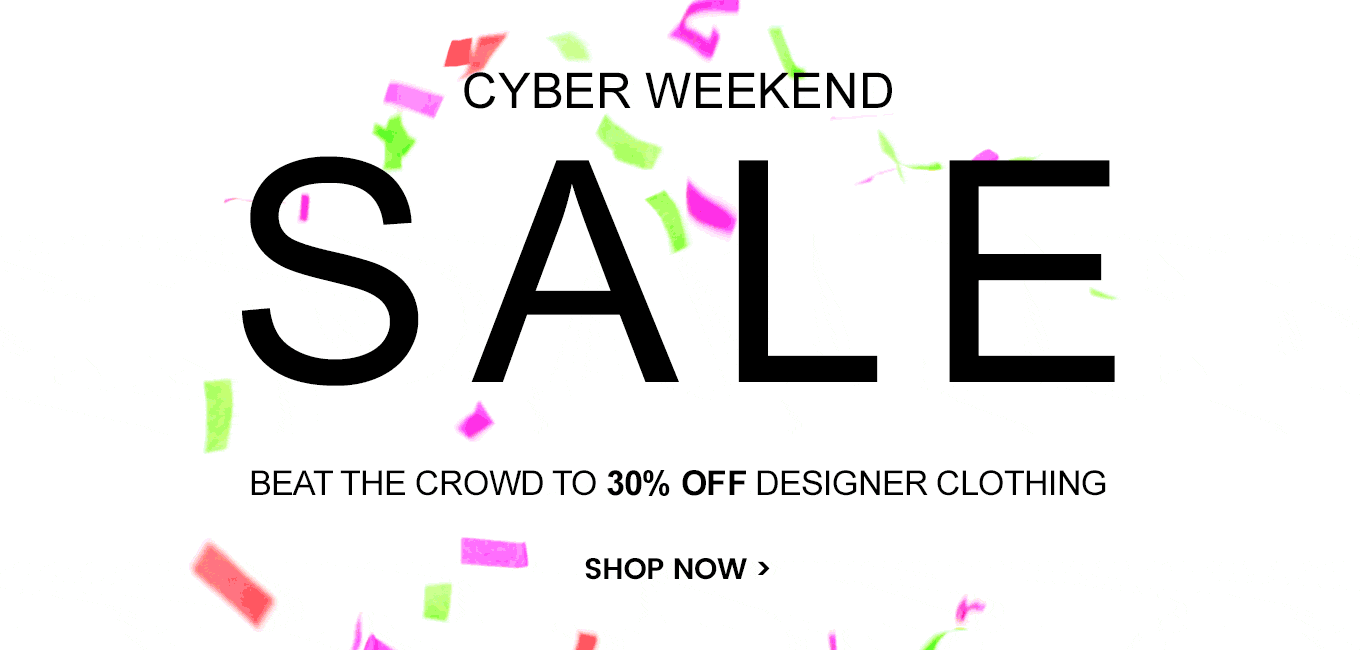 CYBER WEEKEND
SALE
BEAT THE CROWD TO 30% OFF DESIGNER CLOTHING
SHOP NOW >